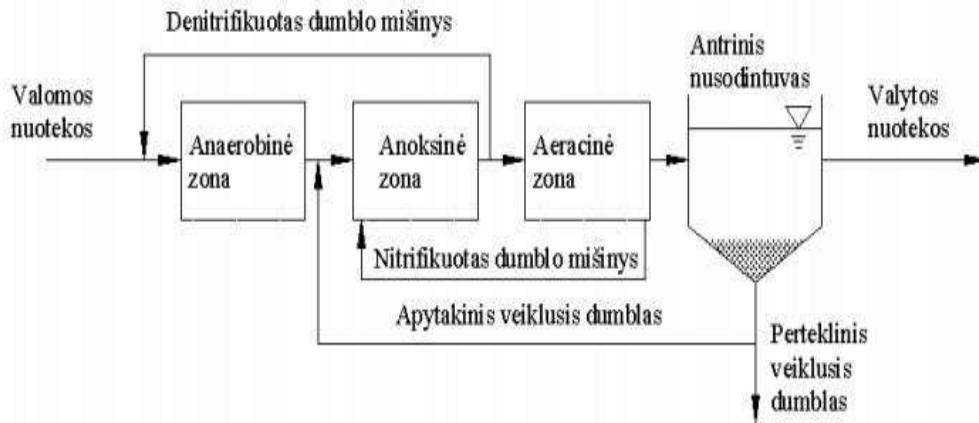 Denitrifikuotas dumblo mišinys
Antrinis
nusodintuvas
Valomos
nuotekos
Valytos
nuotekos
Anaerobinė
zona
Anoksinė
zona
Aeracinė
zona
Nitrifikuotas dumblo mišinys
Apytakinis veiklusis dumblas
Perteklinis
veiklusis
dumblas